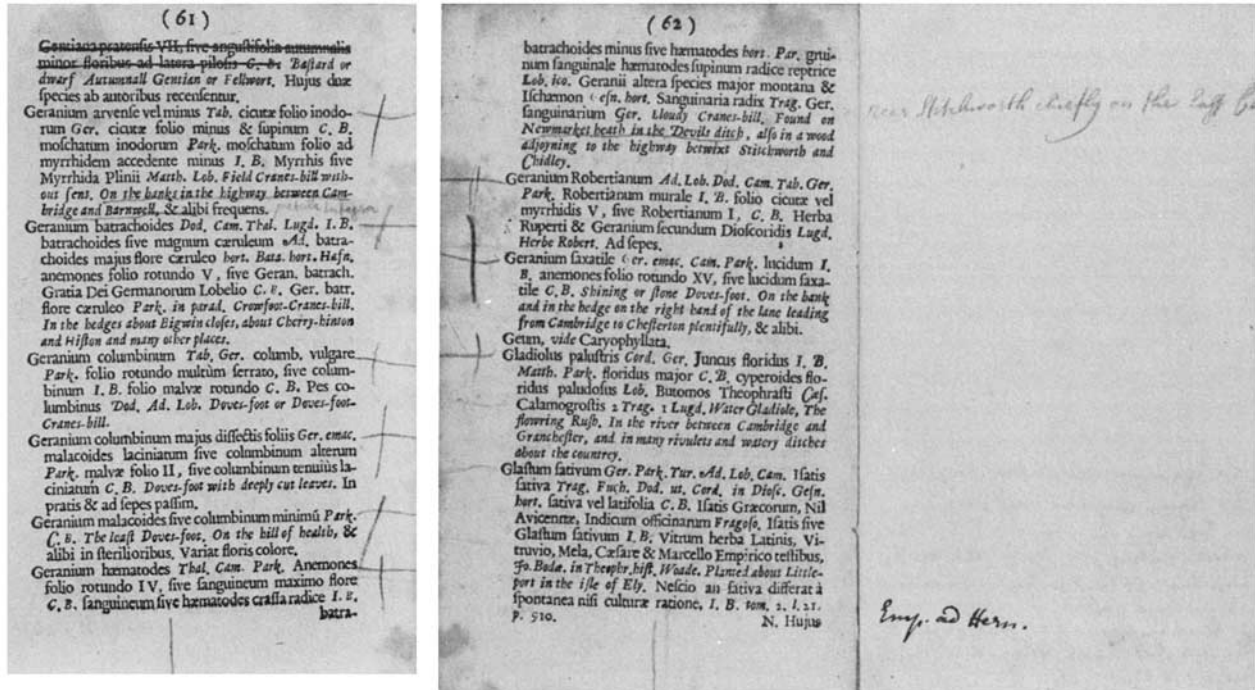 (61)
Gentiana pratensis VII, sive angustifolia autumnalis
minor floribus ad latera pilosis C. B. Bastard or
dwarf Autumnall Gentian or Fellwort. Hujus duæ
species ab autoribus recensentur.
Geranium arvense vel minus Tab. cicutæ folio inodo-
rum Ger. cicutæ folio minus & supinum C. B.
moschatum inodorum Park. moschatum folio ad
myrrhidem accedente minus I. B. Myrrhis sive
Myrrhida Plinii Matth. Lob. Field Cranes-bill with-
out sent. On the banks in the highway between Cam-
bridge and Barnwell, & alibi frequens.
Geranium batrachoides Dod. Cam. Thal. Lugd. I. B.
batrachoides sive magnum cæruleum Ad. batra-
choides majus flore cæruleo hort. Bata. hort. Hafn.
anemones folio rotundo V, sive Geran. batrach.
Gratia Dei Germanorum Lobelio C. B. Ger. batr.
flore cæruleo Park. in parad. Crowfoot-Cranes-bill.
In the hedges about Bigwin closes, about Cherry-hinton
and Histon and many other places.
Geranium columbinum Tab. Ger. columb. vulgare
Park. folio rotundo multùm serrato, sive colum-
binum I. B. folio malvæ rotundo C. B. Pes co-
lumbinus Dod. Ad. Lob. Doves-foot or Doves-foot-
Cranes-bill.
Geranium columbinum majus dissectis foliis Ger. emac.
malacoides laciniatum sive columbinum alterum
Park. malvæ folio II, sive columbinum tenuiùs la-
ciniatum C. B. Doves-foot with deeply cut leaves. In
pratis & ad sepes passim.
Geranium malacoides sive columbinum minimū Park.
C. B. The least Doves-foot. On the hill of health, &
alibi in sterilioribus. Variat floris colore.
Geranium hæmatodes Thal. Cam. Park. Anemones
folio rotundo IV, sive sanguineum maximo flore
C. B. sanguineum sive hæmatodes crassa radice I. B.
batra-
(62)
batrachoides minus sive hæmatodes hort. Par. grui-
num sanguinale hæmatodes supinum radice reptrice
Lob. ico. Geranii altera species major montana &
Ischæmon Gesn. hort. Sanguinaria radix Trag. Ger.
sanguinarium Ger. Bloudy Cranes-bill. Found on
Newmarket heath in the Devils ditch, also in a wood
adjoyning to the highway betwixt Stitchworth and
Chidley.
near Stitchworth chiefly on the East
Geranium Robertianum Ad. Lob. Dod. Cam. Tab. Ger.
Park. Robertianum murale I. B. folio cicutæ vel
myrrhidis V, sive Robertianum I, C. B. Herba
Ruperti & Geranium secundum Dioscoridis Lugd.
Herbe Robert. Ad sepes.
Geranium saxatile Ger. emac. Cam. Park. lucidum I.
B. anemones folio rotundo XV, sive lucidum saxa-
tile C. B. Shining or stone Doves-foot. On the bank
and in the hedge on the right hand of the lane leading
from Cambridge to Chesterton plentifully, & alibi.
Geum, vide Caryophyllata.
Gladiolus palustris Cord. Ger. Juncus floridus I. B.
Matth. Park. floridus major C. B. cyperoides flo-
ridus paludosus Lob. Butomos Theophrasti Cæs.
Calamogrostis 2 Trag. 1 Lugd. Water Gladiole, The
flowring Rush. In the river between Cambridge and
Granchester, and in many rivulets and watery ditches
about the countrey.
Glastum sativum Ger. Park. Tur. Ad. Lob. Cam. Isatis
sativa Trag. Fuch. Dod. ut. Cord. in Diosc. Gesn.
hort. sativa vel latifolia C. B. Isatis Græcorum, Nil
Avicennæ, Indicum officinarum Fragoso. Isatis sive
Glastum sativum I. B. Vitrum herba Latinis, Vi-
truvio, Mela, Cæsare & Marcello Empirico testibus,
Jo. Bodæ. in Theophr. hist. Woade. Planted about Little-
port in the isle of Ely. Nescio an sativa differat à
spontanea nisi culturæ ratione, I. B. tom. 2. l. 21.
p. 910.
N. Hujus
Emp. ad Hern.